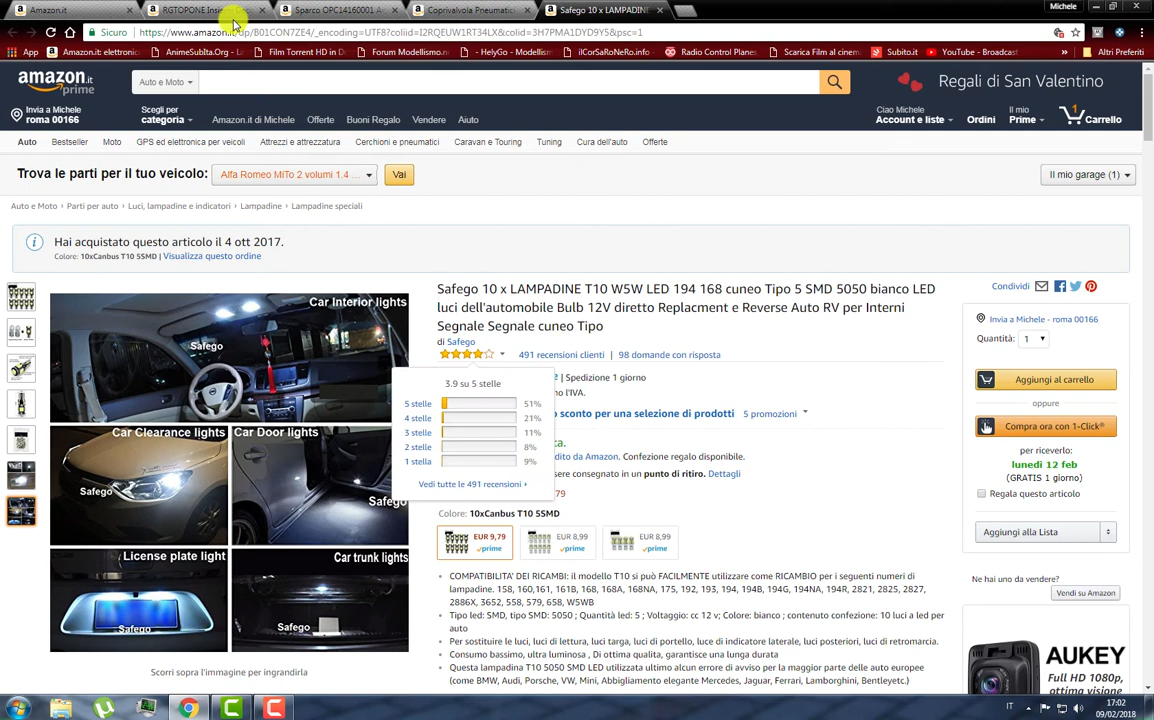 Amazon.it
RGTOPONE
Sparco OPC14160001
Coprivalvola Pneumatici
Safego 10 x LAMPADINE
Michele
Sicuro
https://www.amazon.it/dp/B01CON7ZE4/_encoding=UTF8?coliid=I2RQEUW1RT34LX&colid=3H7PMA1DYD9Y5&psc=1
App
Amazon.it: elettronic
AnimeSubIta.Org -
Film Torrent HD in D
Forum Modellismo.n
- HelyGo - Modellism
ilCorSaRoNeRo.info -
Radio Control Planes
Scarica Film al cinem
Subito.it
YouTube - Broadcast
»
Altri Preferiti
amazon.it
prime
Auto e Moto
Regali di San Valentino
Invia a Michele
roma 00166
Scegli per
categoria
Amazon.it di Michele
Offerte
Buoni Regalo
Vendere
Aiuto
Ciao Michele
Account e liste
Ordini
Il mio
Prime
1
Carrello
Auto
Bestseller
Moto
GPS ed elettronica per veicoli
Attrezzi e attrezzatura
Cerchioni e pneumatici
Caravan e Touring
Tuning
Cura dell'auto
Offerte
Trova le parti per il tuo veicolo:
Alfa Romeo MiTo 2 volumi 1.4 ...
Vai
Il mio garage (1)
Auto e Moto › Parti per auto › Luci, lampadine e indicatori › Lampadine › Lampadine speciali
Hai acquistato questo articolo il 4 ott 2017.
Colore: 10xCanbus T10 5SMD | Visualizza questo ordine
Car Interior lights
Safego
Car Clearance lights
Safego
Car Door lights
Safego
License plate light
Safego
Car trunk lights
Safego
Scorri sopra l'immagine per ingrandirla
Safego 10 x LAMPADINE T10 W5W LED 194 168 cuneo Tipo 5 SMD 5050 bianco LED
luci dell'automobile Bulb 12V diretto Replacment e Reverse Auto RV per Interni
Segnale Segnale cuneo Tipo
di Safego
491 recensioni clienti | 98 domande con risposta
3.9 su 5 stelle
5 stelle 51%
4 stelle 21%
3 stelle 11%
2 stelle 8%
1 stella 9%
Vedi tutte le 491 recensioni ›
| Spedizione 1 giorno
l'IVA.
sconto per una selezione di prodotti
5 promozioni
da Amazon. Confezione regalo disponibile.
essere consegnato in un punto di ritiro. Dettagli
79
Colore: 10xCanbus T10 5SMD
EUR 9,79
prime
EUR 8,99
prime
EUR 8,99
prime
• COMPATIBILITA' DEI RICAMBI: il modello T10 si può FACILMENTE utilizzare come RICAMBIO per i seguenti numeri di
lampadine. 158, 160,161, 161B, 168, 168A, 168NA, 175, 192, 193, 194, 194B, 194G, 194NA, 194R, 2821, 2825, 2827,
2886X, 3652, 558, 579, 658, W5WB
• Tipo led: SMD, tipo SMD: 5050 ; Quantità led: 5 ; Voltaggio: cc 12 v; Colore: bianco ; contenuto confezione: 10 luci a led per
auto
• Per sostituire le luci, luci di lettura, luci targa, luci di portello, luce di indicatore laterale, luci posteriori, luci di retromarcia.
• Consumo bassimo, ultra luminosa , Di ottima qualita, garantisce una lunga durata
• Questa lampadina T10 5050 SMD LED utilizzata ultimo alcun errore di avviso per la maggior parte delle auto europee
(come BMW, Audi, Porsche, VW, Mini, Abbigliamento elegante Mercedes, Jaguar, Ferrari, Lamborghini, Bentleyetc.)
Condividi
Invia a Michele - roma 00166
Quantità: 1
Aggiungi al carrello
oppure
Compra ora con 1-Click®
per riceverlo:
lunedì 12 feb
(GRATIS 1 giorno)
Regala questo articolo
Aggiungi alla Lista
Ne hai uno da vendere?
Vendi su Amazon
AUKEY
Full HD 1080p,
ottima visione
IT
17:02
09/02/2018